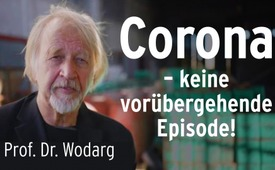 Corona
– keine
vorübergehende
Episode!
Prof. Dr. Wodarg